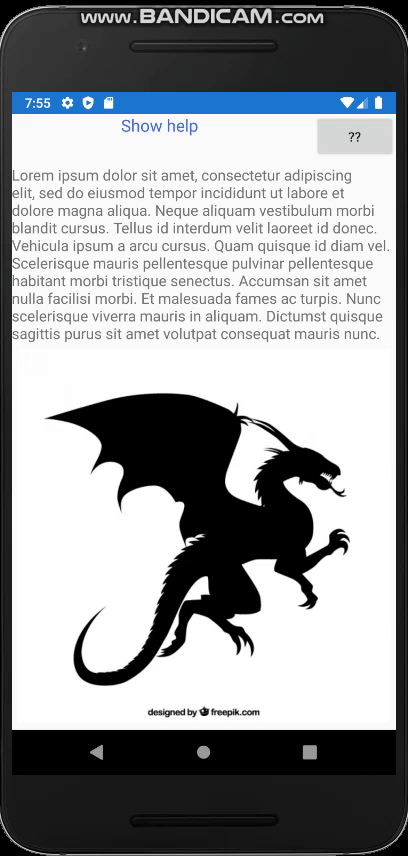 www.BANDICAM.com
7:55
Show help
??
Lorem ipsum dolor sit amet, consectetur adipiscing
elit, sed do eiusmod tempor incididunt ut labore et
dolore magna aliqua. Neque aliquam vestibulum morbi
blandit cursus. Tellus id interdum velit laoreet id donec.
Vehicula ipsum a arcu cursus. Quam quisque id diam vel.
Scelerisque mauris pellentesque pulvinar pellentesque
habitant morbi tristique senectus. Accumsan sit amet
nulla facilisi morbi. Et malesuada fames ac turpis. Nunc
scelerisque viverra mauris in aliquam. Dictumst quisque
sagittis purus sit amet volutpat consequat mauris nunc.
designed by freepik.com